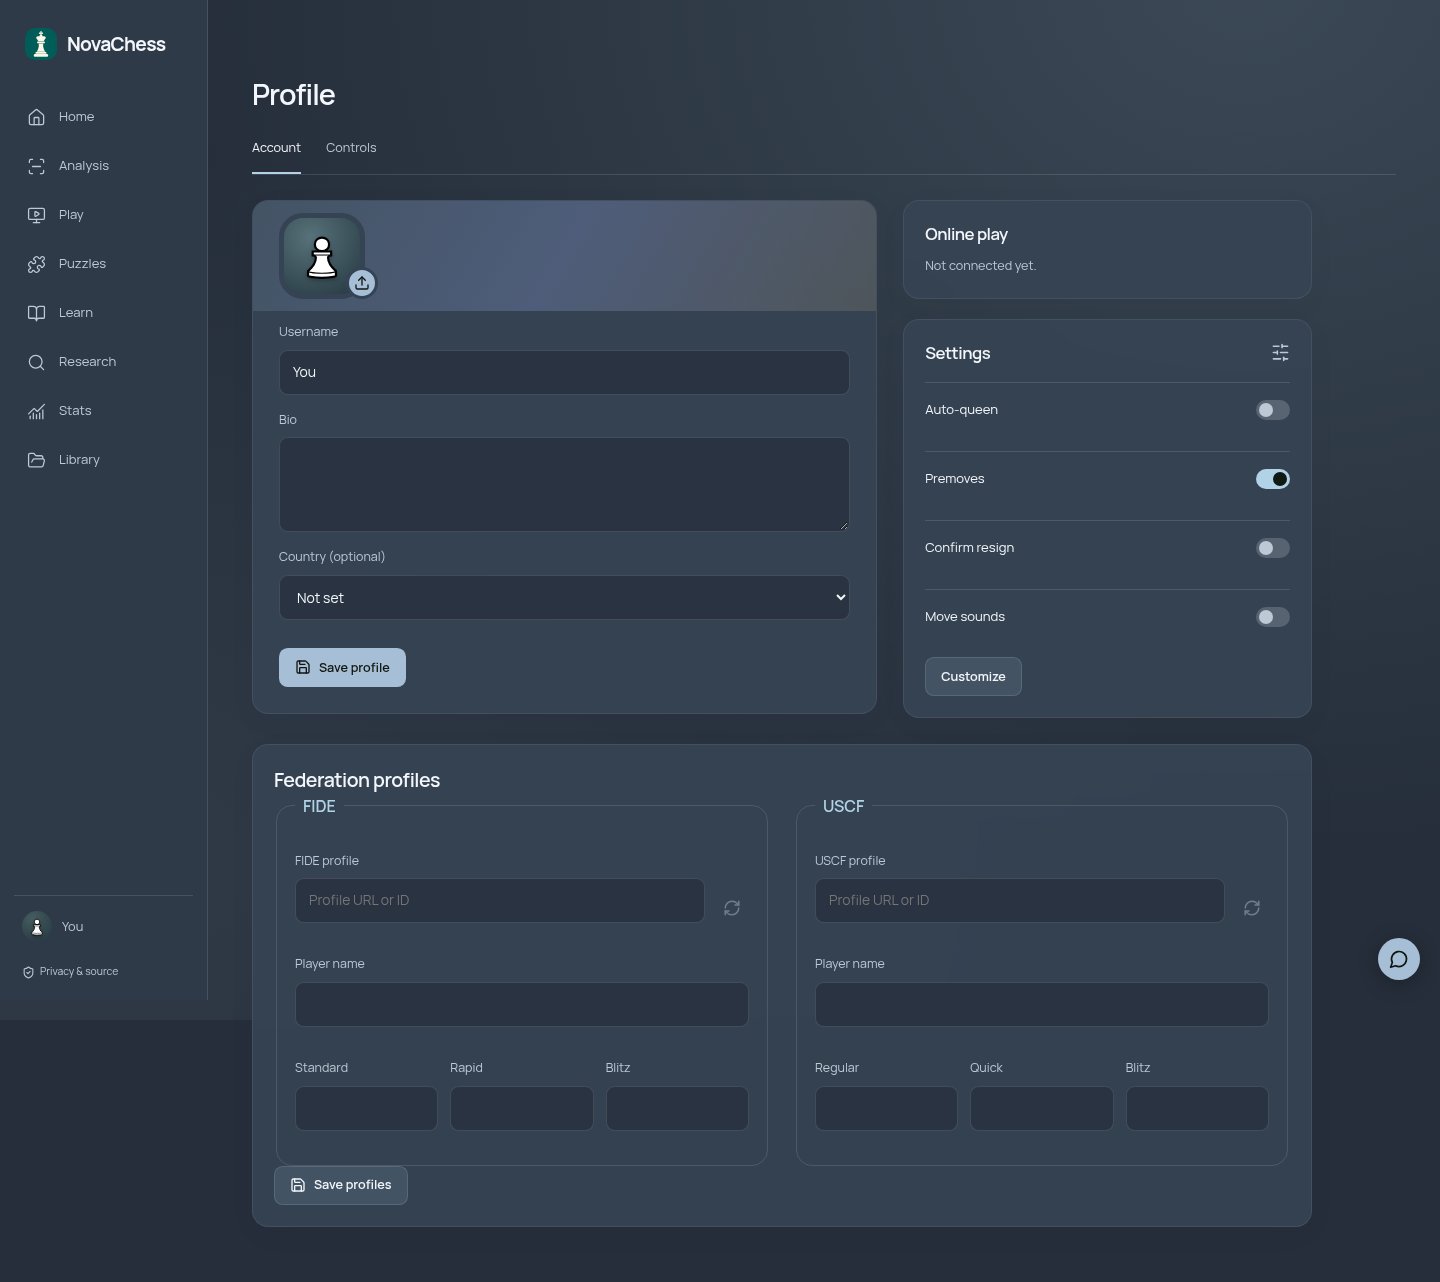 NovaChess
Home
Analysis
Play
Puzzles
Learn
Research
Stats
Library
You
Privacy & source
Profile
Account
Controls
Username
You
Bio
Country (optional)
Not set
Save profile
Online play
Not connected yet.
Settings
Auto-queen
Premoves
Confirm resign
Move sounds
Customize
Federation profiles
FIDE
FIDE profile
Profile URL or ID
Player name
Standard
Rapid
Blitz
USCF
USCF profile
Profile URL or ID
Player name
Regular
Quick
Blitz
Save profiles